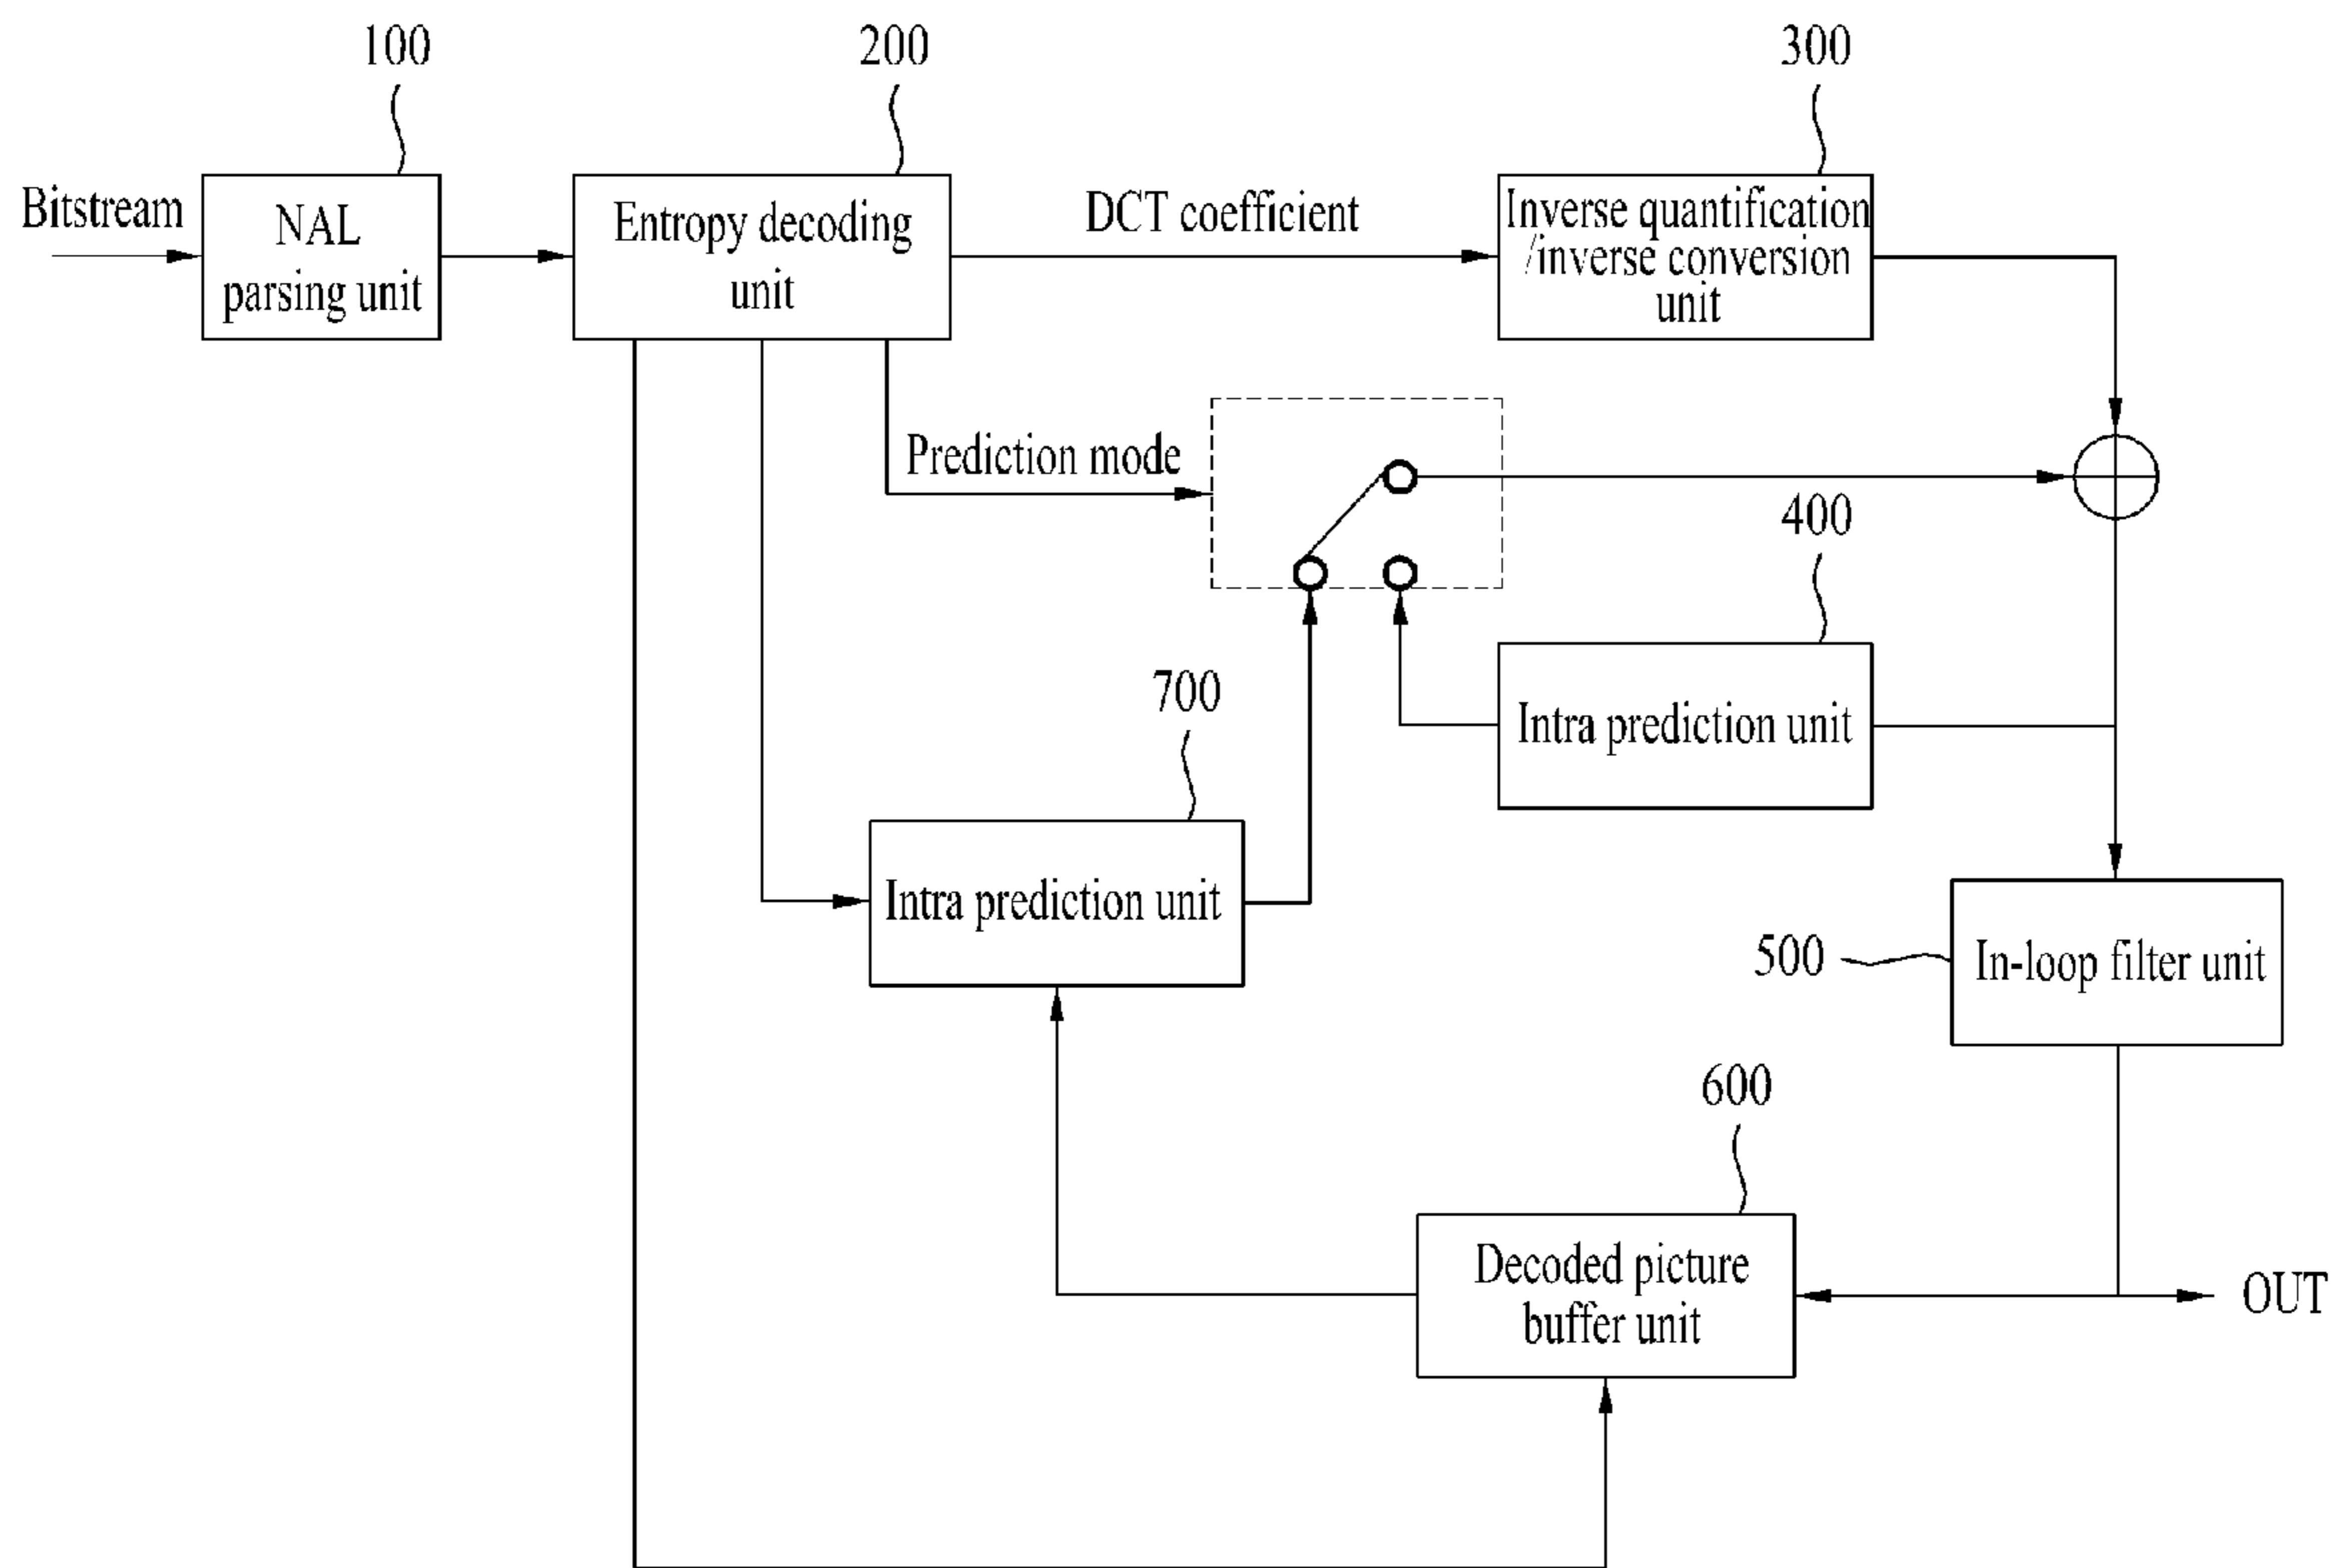 100
200
300
Bitstream
NAL
parsing unit
Entropy decoding
unit
DCT coefficient
Inverse quantification
/inverse conversion
unit
Prediction mode
400
Intra prediction unit
700
Intra prediction unit
500
In-loop filter unit
600
Decoded picture
buffer unit
OUT